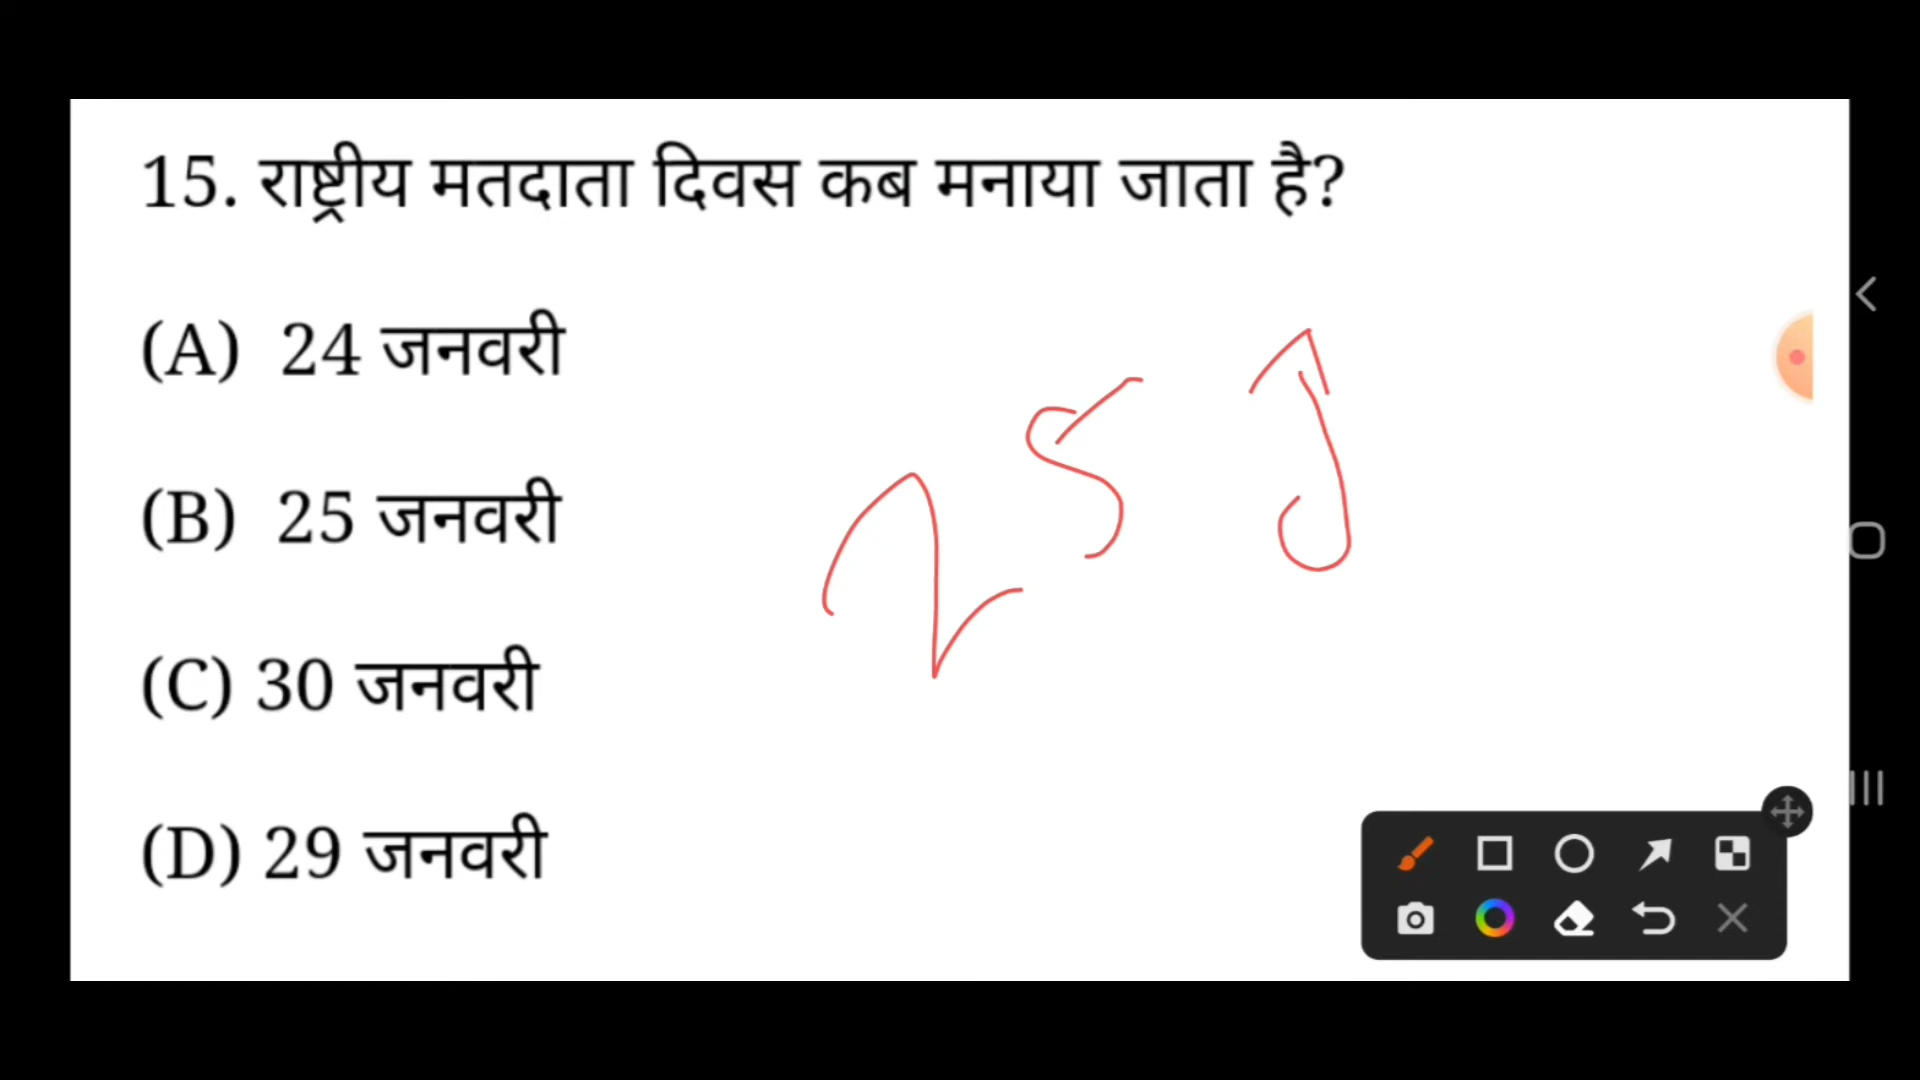 15. राष्ट्रीय मतदाता दिवस कब मनाया जाता है?
(A) 24 जनवरी
(B) 25 जनवरी
25 J
(C) 30 जनवरी
(D) 29 जनवरी